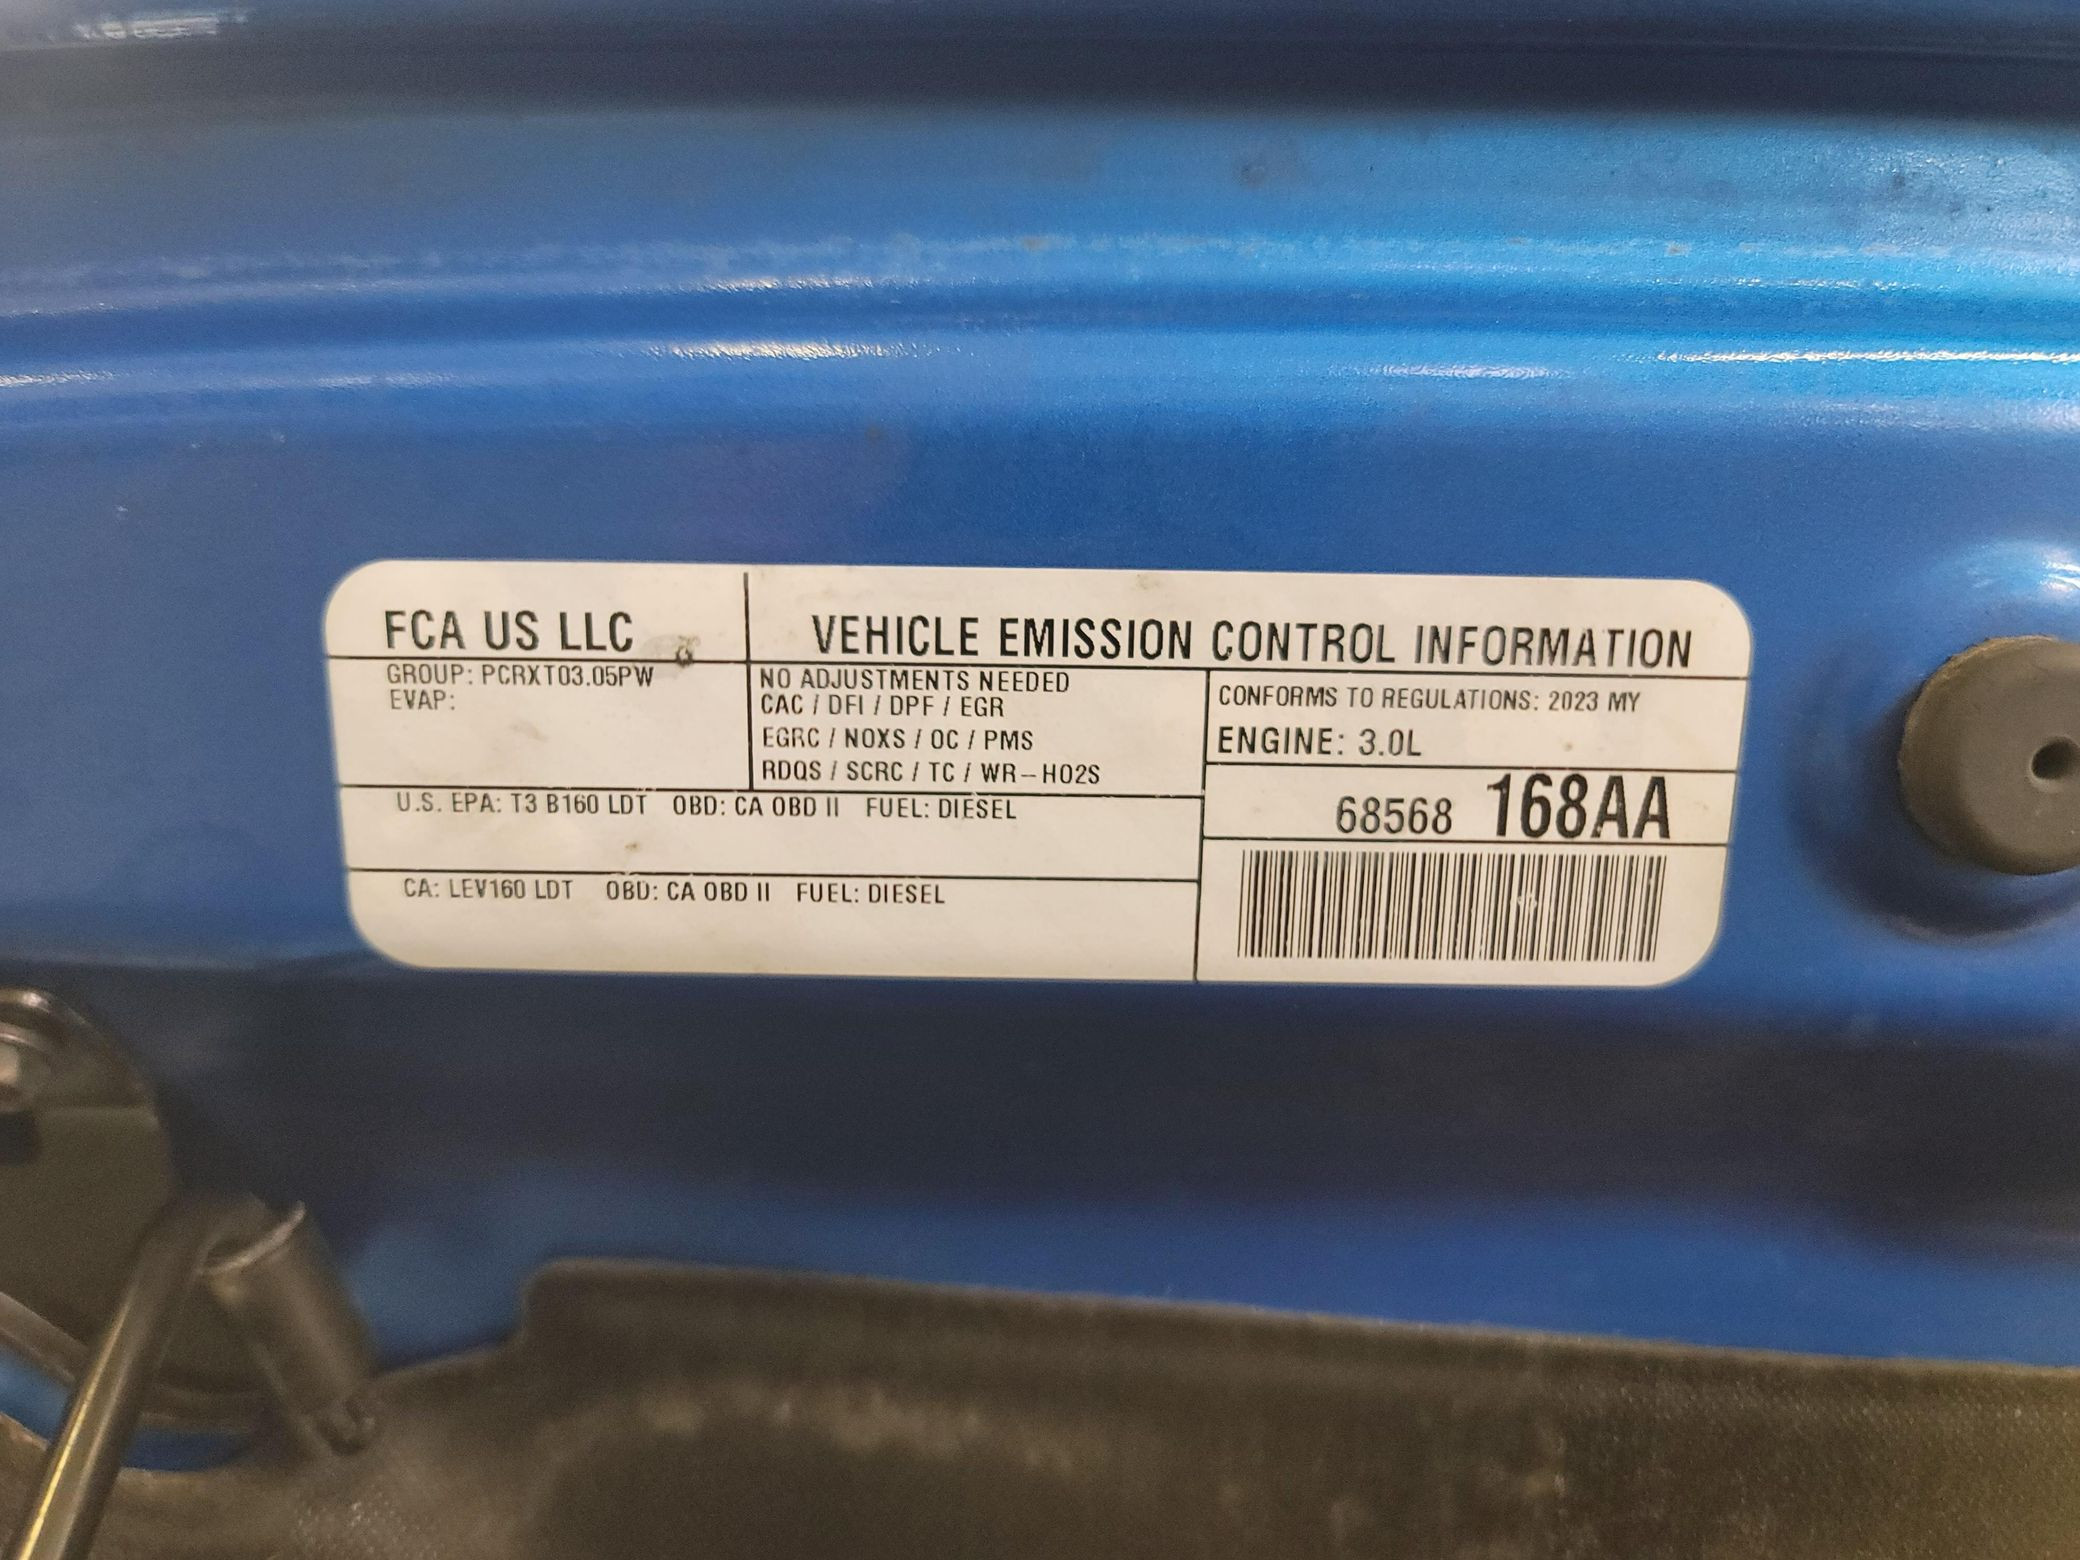 FCA US LLC
VEHICLE EMISSION CONTROL INFORMATION
GROUP: PCRXT03.05PW
EVAP:
NO ADJUSTMENTS NEEDED
CAC / DFI / DPF / EGR
EGRC / NOXS / OC / PMS
RDQS / SCRC / TC / WR-HO2S
CONFORMS TO REGULATIONS: 2023 MY
ENGINE: 3.0L
68568 168AA
U.S. EPA: T3 B160 LDT OBD: CA OBD II FUEL: DIESEL
CA: LEV160 LDT OBD: CA OBD II FUEL: DIESEL